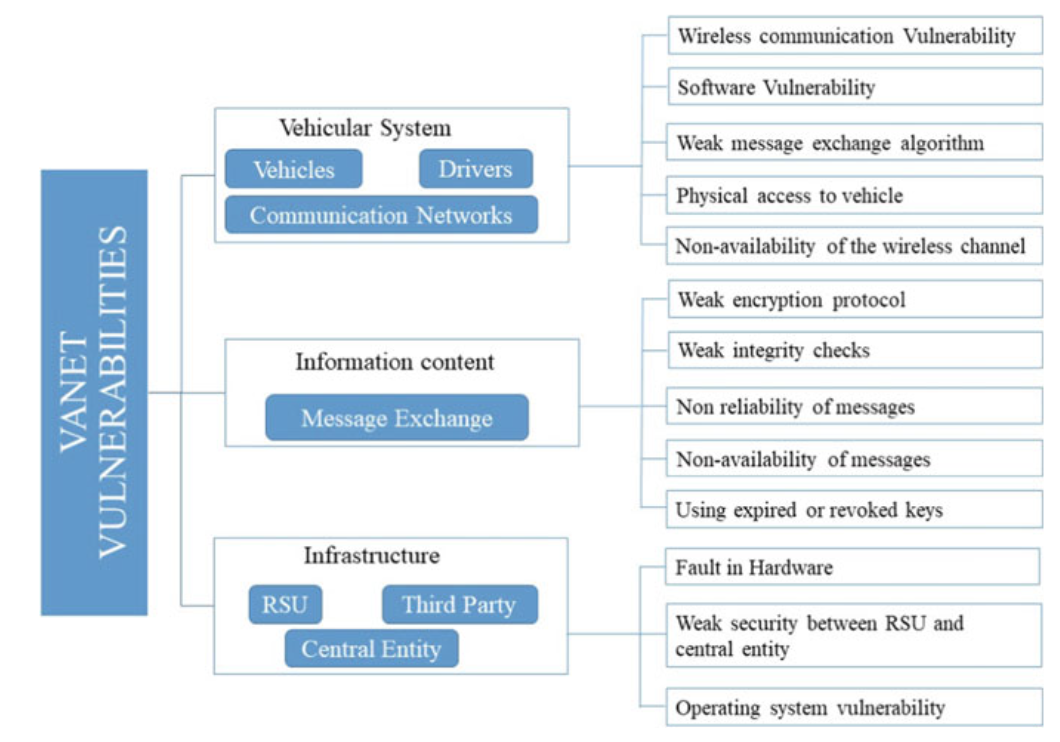 VANET
VULNERABILITIES
Vehicular System
Vehicles
Drivers
Communication Networks
Wireless communication Vulnerability
Software Vulnerability
Weak message exchange algorithm
Physical access to vehicle
Non-availability of the wireless channel
Information content
Message Exchange
Weak encryption protocol
Weak integrity checks
Non reliability of messages
Non-availability of messages
Using expired or revoked keys
Infrastructure
RSU
Third Party
Central Entity
Fault in Hardware
Weak security between RSU and
central entity
Operating system vulnerability